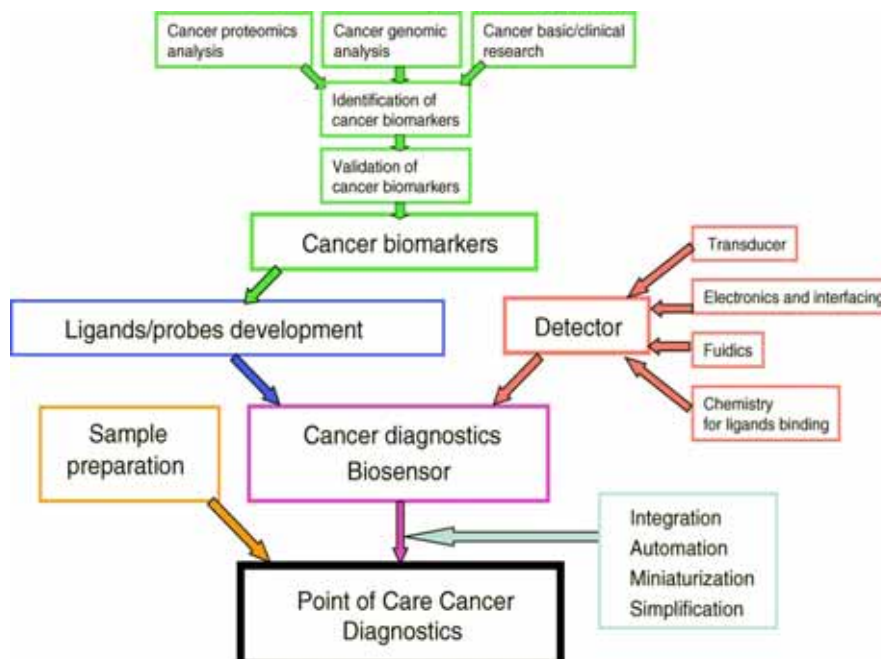 Cancer proteomics
analysis
Cancer genomic
analysis
Cancer basic/clinical
research
Identification of
cancer biomarkers
Validation of
cancer biomarkers
Cancer biomarkers
Transducer
Electronics and interfacing
Ligands/probes development
Detector
Fuidics
Chemistry
for ligands binding
Sample
preparation
Cancer diagnostics
Biosensor
Integration
Automation
Miniaturization
Simplification
Point of Care Cancer
Diagnostics